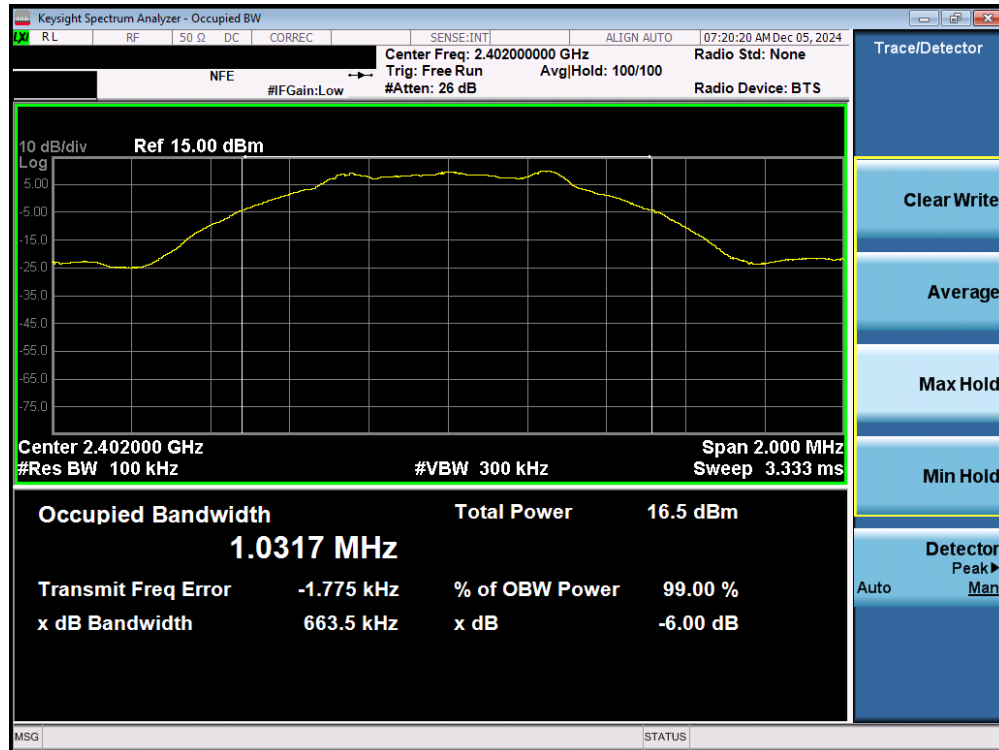 Keysight Spectrum Analyzer - Occupied BW
LXI RL RF 50 Ω DC CORREC SENSE:INT ALIGN AUTO 07:20:20 AM Dec 05, 2024
Center Freq: 2.402000000 GHz Radio Std: None
NFE Trig: Free Run Avg|Hold: 100/100
#IFGain:Low #Atten: 26 dB Radio Device: BTS
Trace/Detector
10 dB/div Ref 15.00 dBm
Log
5.00
-5.00
-15.0
-25.0
-35.0
-45.0
-55.0
-65.0
-75.0
Center 2.402000 GHz Span 2.000 MHz
#Res BW 100 kHz #VBW 300 kHz Sweep 3.333 ms
Occupied Bandwidth Total Power 16.5 dBm
1.0317 MHz
Transmit Freq Error -1.775 kHz % of OBW Power 99.00 %
x dB Bandwidth 663.5 kHz x dB -6.00 dB
Clear Write
Average
Max Hold
Min Hold
Detector
Peak▶
Auto Man
MSG STATUS